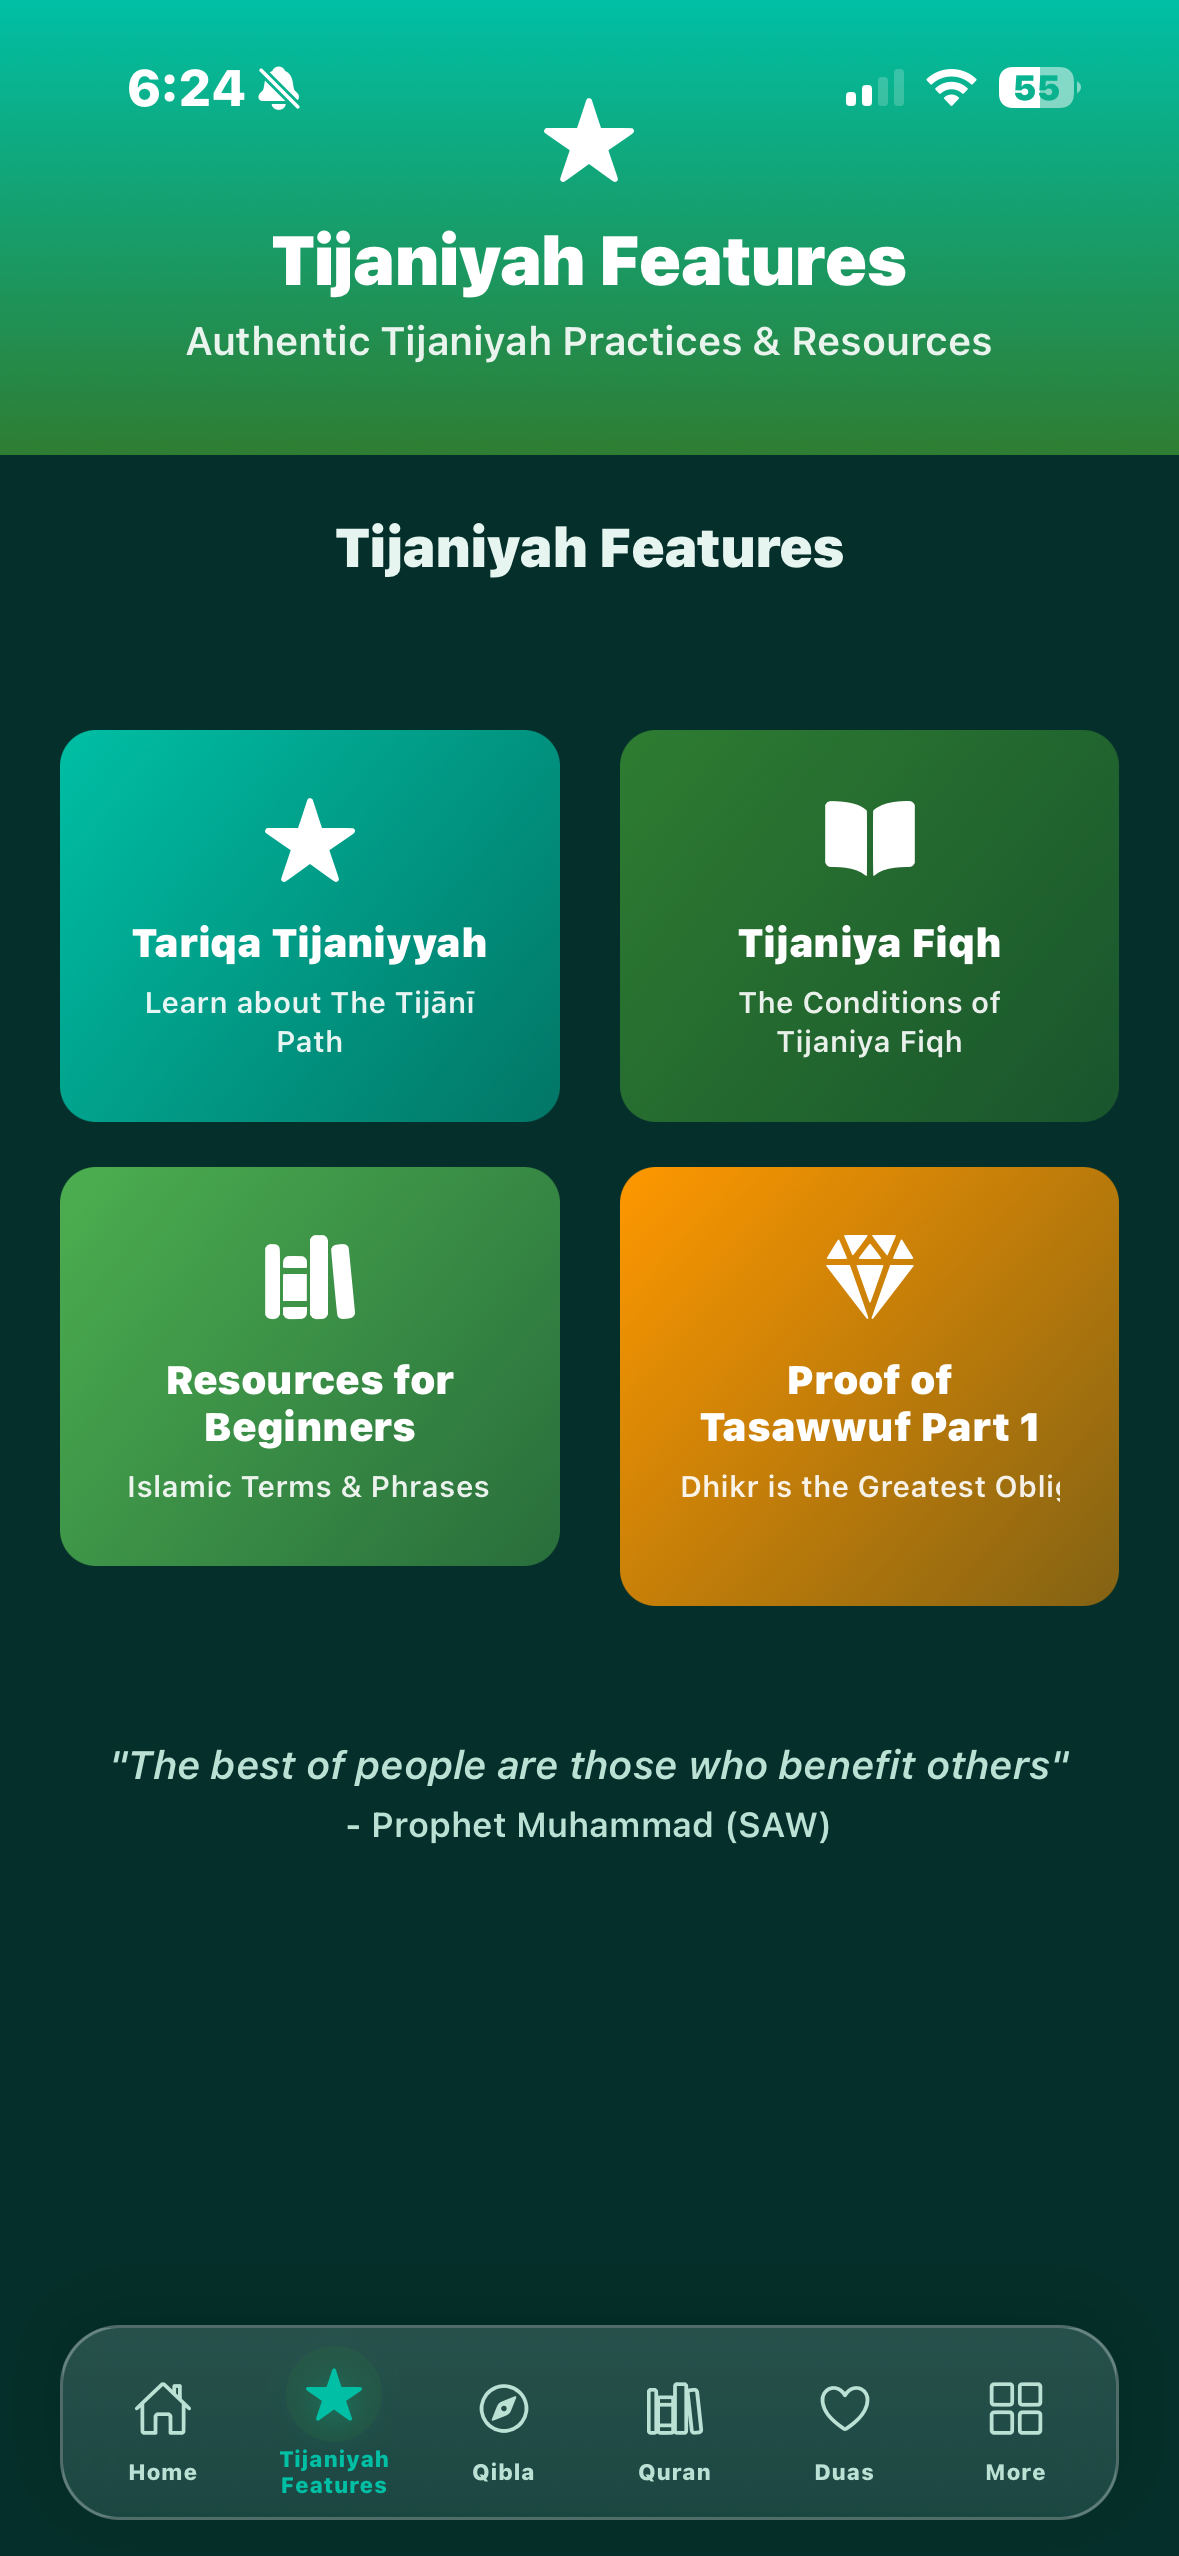 6:24
55
Tijaniyah Features
Authentic Tijaniyah Practices & Resources
Tijaniyah Features
Tariqa Tijaniyyah
Learn about The Tijānī
Path
Tijaniya Fiqh
The Conditions of
Tijaniya Fiqh
Resources for
Beginners
Islamic Terms & Phrases
Proof of
Tasawwuf Part 1
Dhikr is the Greatest
"The best of people are those who benefit others"
- Prophet Muhammad (SAW)
Home
Tijaniyah
Features
Qibla
Quran
Duas
More